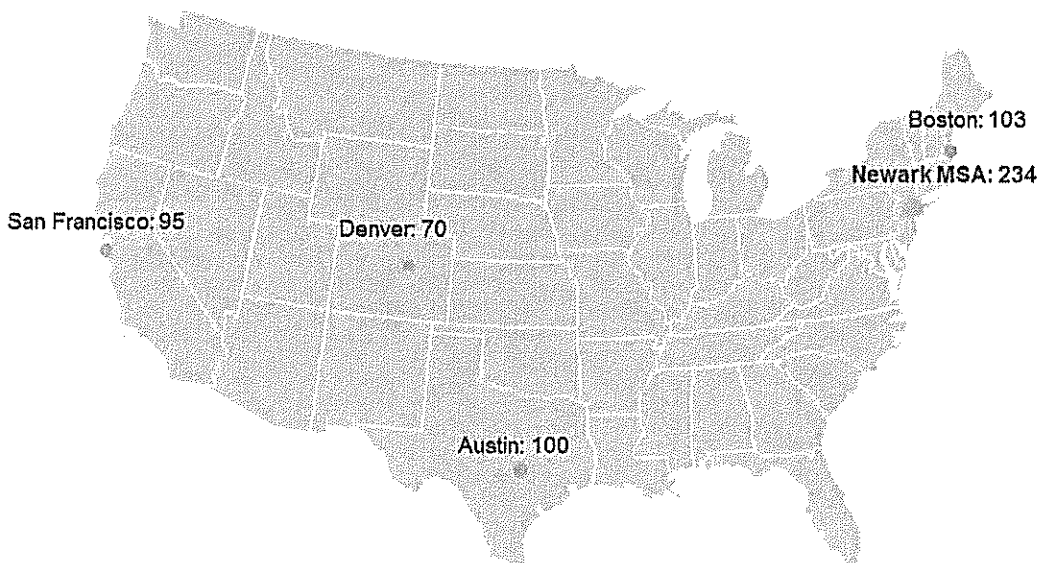 Boston: 103
Newark MSA: 234
San Francisco: 95
Denver: 70
Austin: 100